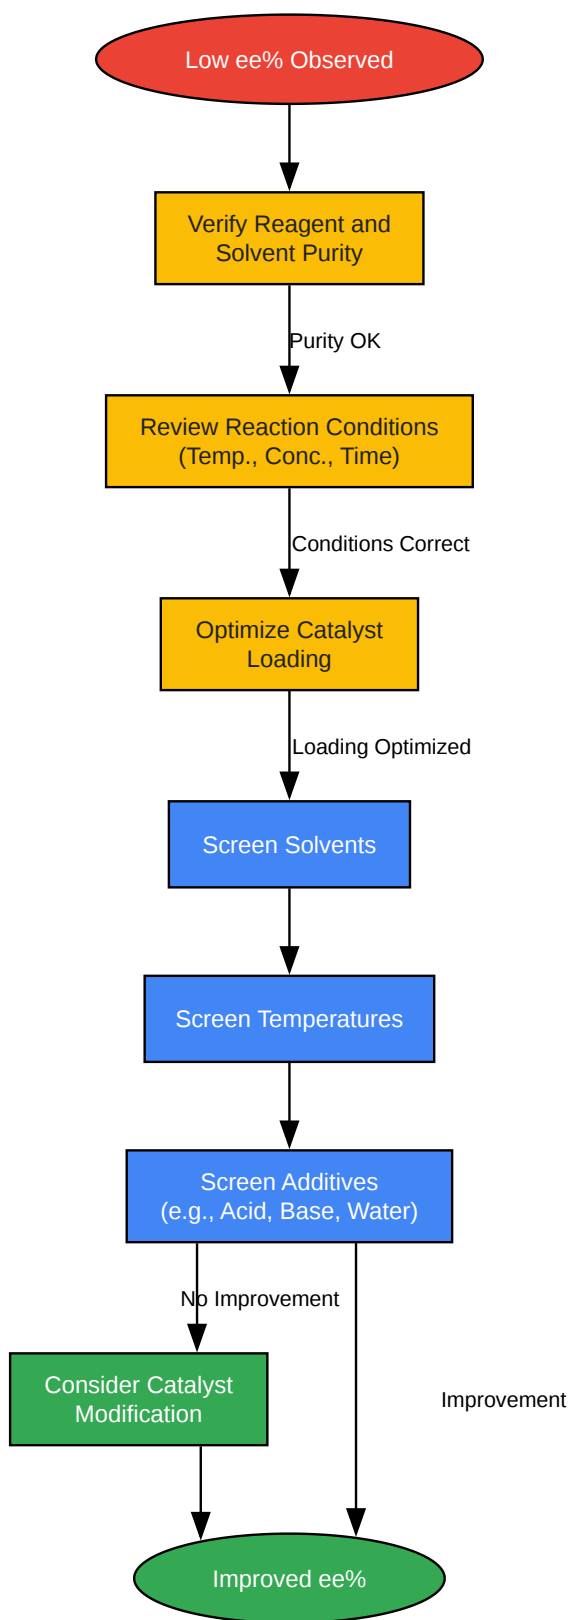 Low ee% Observed
Verify Reagent and
Solvent Purity
Purity OK
Review Reaction Conditions
(Temp., Conc., Time)
Conditions Correct
Optimize Catalyst
Loading
Loading Optimized
Screen Solvents
Screen Temperatures
Screen Additives
(e.g., Acid, Base, Water)
No Improvement
Consider Catalyst
Modification
Improvement
Improved ee%